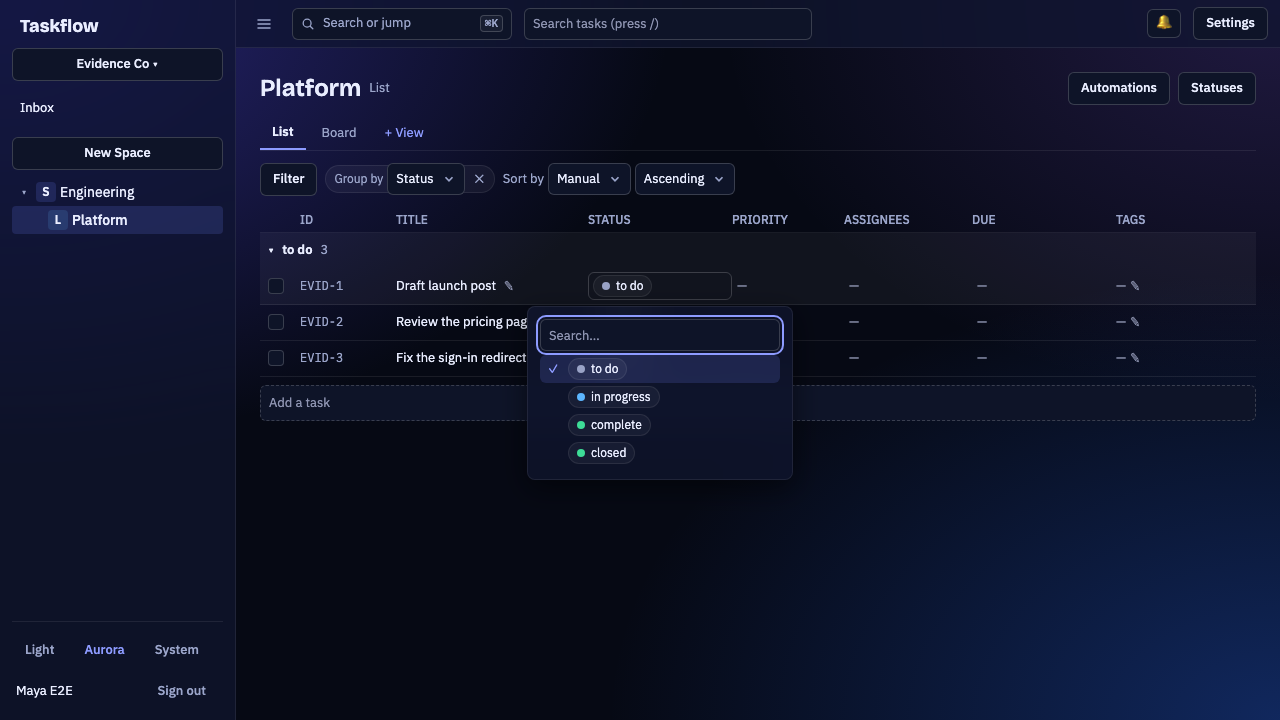 Taskflow
Evidence Co ▾
Inbox
New Space
▾ S Engineering
L Platform
Light Aurora System
Maya E2E Sign out
Search or jump ⌘K
Search tasks (press /)
Settings
Platform List
Automations Statuses
List Board + View
Filter Group by Status Sort by Manual Ascending
ID TITLE STATUS PRIORITY ASSIGNEES DUE TAGS
▾ to do 3
EVID-1 Draft launch post ✎ to do — — — — ✎
EVID-2 Review the pricing pag — — — ✎
EVID-3 Fix the sign-in redirect — — — ✎
Add a task
Search...
✓ to do
in progress
complete
closed